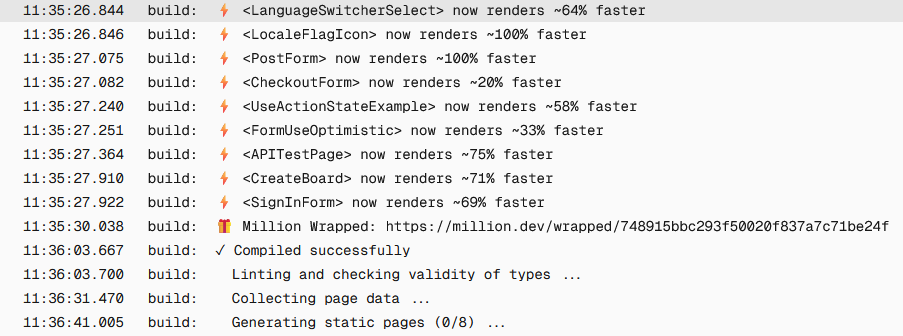 11:35:26.844 build: ⚡ <LanguageSwitcherSelect> now renders ~64% faster
11:35:26.846 build: ⚡ <LocaleFlagIcon> now renders ~100% faster
11:35:27.075 build: ⚡ <PostForm> now renders ~100% faster
11:35:27.082 build: ⚡ <CheckoutForm> now renders ~20% faster
11:35:27.240 build: ⚡ <UseActionStateExample> now renders ~58% faster
11:35:27.251 build: ⚡ <FormUseOptimistic> now renders ~33% faster
11:35:27.364 build: ⚡ <APITestPage> now renders ~75% faster
11:35:27.910 build: ⚡ <CreateBoard> now renders ~71% faster
11:35:27.922 build: ⚡ <SignInForm> now renders ~69% faster
11:35:30.038 build: 🎁 Million Wrapped: https://million.dev/wrapped/748915bbc293f50020f837a7c71be24f
11:36:03.667 build: ✓ Compiled successfully
11:36:03.700 build: Linting and checking validity of types ...
11:36:31.470 build: Collecting page data ...
11:36:41.005 build: Generating static pages (0/8) ...